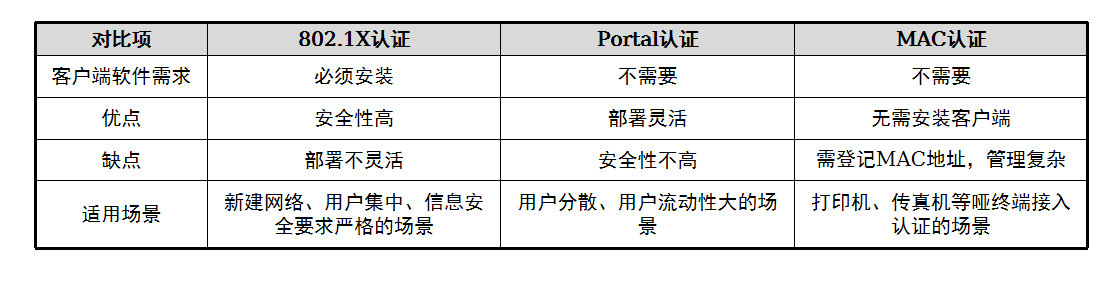 对比项 802.1X认证 Portal认证 MAC认证
客户端软件需求 必须安装 不需要 不需要
优点 安全性高 部署灵活 无需安装客户端
缺点 部署不灵活 安全性不高 需登记MAC地址，管理复杂
适用场景 新建网络、用户集中、信息安全要求严格的场景 用户分散、用户流动性大的场景 打印机、传真机等哑终端接入认证的场景